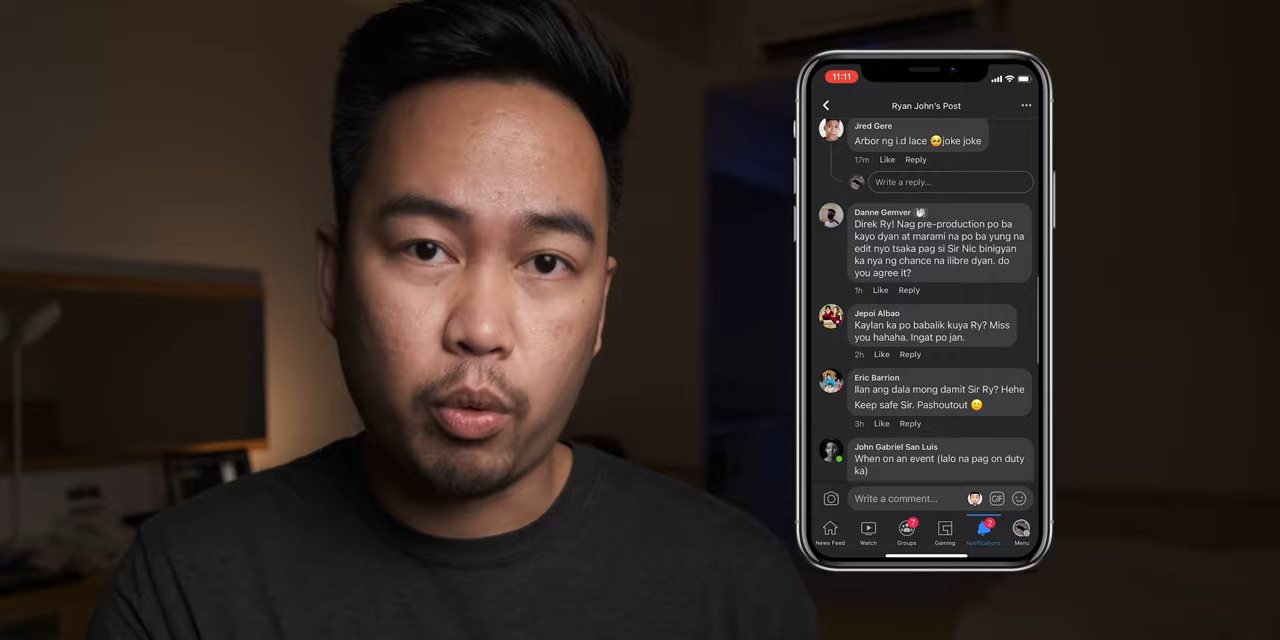 11:11
Ryan John's Post
Jred Gere
Arbor ng i.d lace 🥺joke joke
17m Like Reply
Write a reply...
Danne Gemver
Direk Ry! Nag pre-production po ba
kayo dyan at marami na po ba yung na
edit nyo tsaka pag si Sir Nic binigyan
ka nya ng chance na ilibre dyan. do
you agree it?
1h Like Reply
Jepoi Albao
Kaylan ka po babalik kuya Ry? Miss
you hahaha. Ingat po jan.
2h Like Reply
Eric Barrion
Ilan ang dala mong damit Sir Ry? Hehe
Keep safe Sir. Pashoutout 🙂
3h Like Reply
John Gabriel San Luis
When on an event (lalo na pag on duty
ka)
Write a comment...
GIF
7
2
News Feed Watch Groups Gaming Notifications Menu